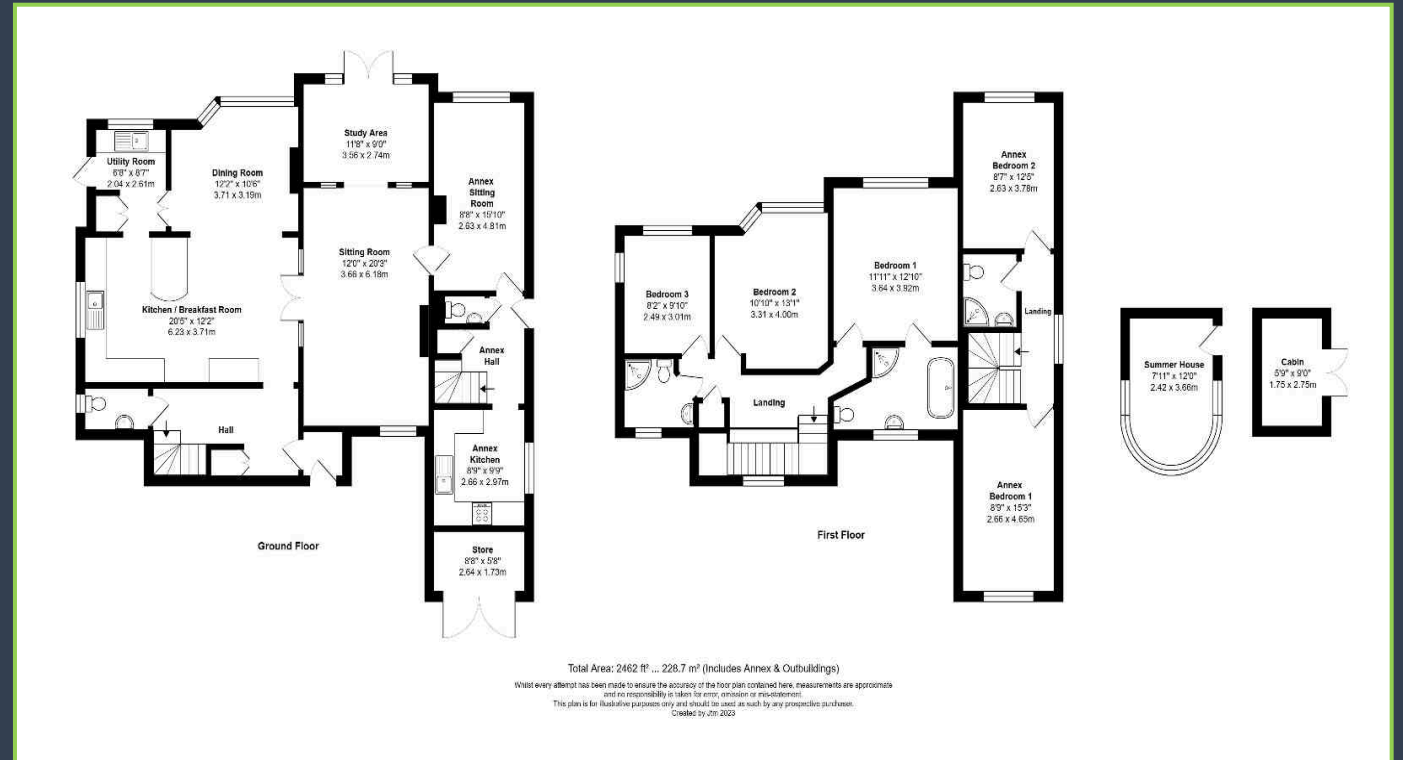 Study Area
11'8" x 9'0"
3.56 x 2.74m
Utility Room
6'8" x 8'7"
2.04 x 2.61m
Dining Room
12'2" x 10'6"
3.71 x 3.19m
Annex
Sitting
Room
8'8" x 15'10"
2.63 x 4.81m
Sitting Room
12'0" x 20'3"
3.66 x 6.18m
Kitchen / Breakfast Room
20'5" x 12'2"
6.23 x 3.71m
Annex
Hall
Hall
Annex
Kitchen
8'9" x 9'9"
2.66 x 2.97m
Store
8'8" x 5'8"
2.64 x 1.73m
Ground Floor
Annex
Bedroom 2
8'7" x 12'5"
2.63 x 3.78m
Bedroom 1
11'11" x 12'10"
3.64 x 3.92m
Bedroom 2
10'10" x 13'1"
3.31 x 4.00m
Bedroom 3
8'2" x 9'10"
2.49 x 3.01m
Landing
Landing
Annex
Bedroom 1
8'9" x 15'3"
2.66 x 4.65m
First Floor
Summer House
7'11" x 12'0"
2.42 x 3.66m
Cabin
5'9" x 9'0"
1.75 x 2.75m
Total Area: 2462 ft² ... 228.7 m² (Includes Annex & Outbuildings)
Whilst every attempt has been made to ensure the accuracy of the floor plan contained here, measurements are approximate
and no responsibility is taken for error, omission or mis-statement.
This plan is for illustrative purposes only and should be used as such by any prospective purchaser.
Created by Jtm 2023